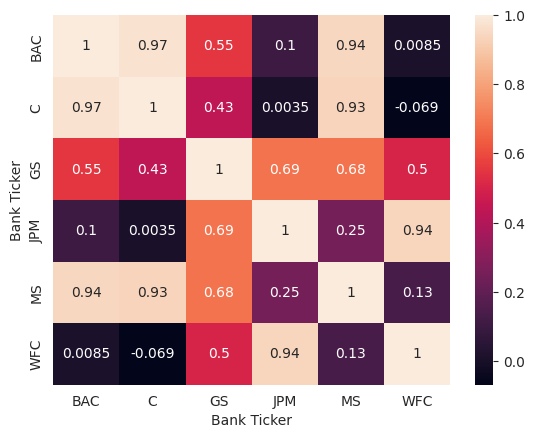 1.0
BAC 1 0.97 0.55 0.1 0.94 0.0085
0.8
C 0.97 1 0.43 0.0035 0.93 -0.069
0.6
GS 0.55 0.43 1 0.69 0.68 0.5
Bank Ticker
0.4
JPM 0.1 0.0035 0.69 1 0.25 0.94
MS 0.94 0.93 0.68 0.25 1 0.13
0.2
WFC 0.0085 -0.069 0.5 0.94 0.13 1
0.0
BAC C GS JPM MS WFC
Bank Ticker